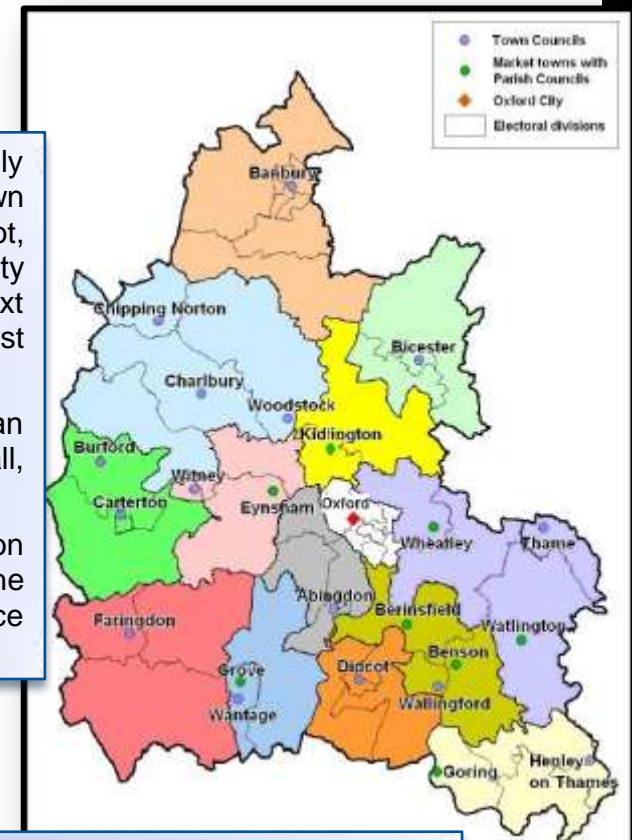 Town Councils
Market towns with
Parish Councils
Oxford City
Electoral divisions
ly
wn
ot,
ty
xt
st
an
all,
on
ne
ce
Banbury
Chipping Norton
Bicester
Charlbury
Woodstock
Kidlington
Burford
Witney
Carterton
Eynsham
Oxford
Wheatley
Thame
Abingdon
Berinsfield
Faringdon
Watlington
Benson
Grove
Didcot
Wallingford
Wantage
Goring
Henley
on Thames